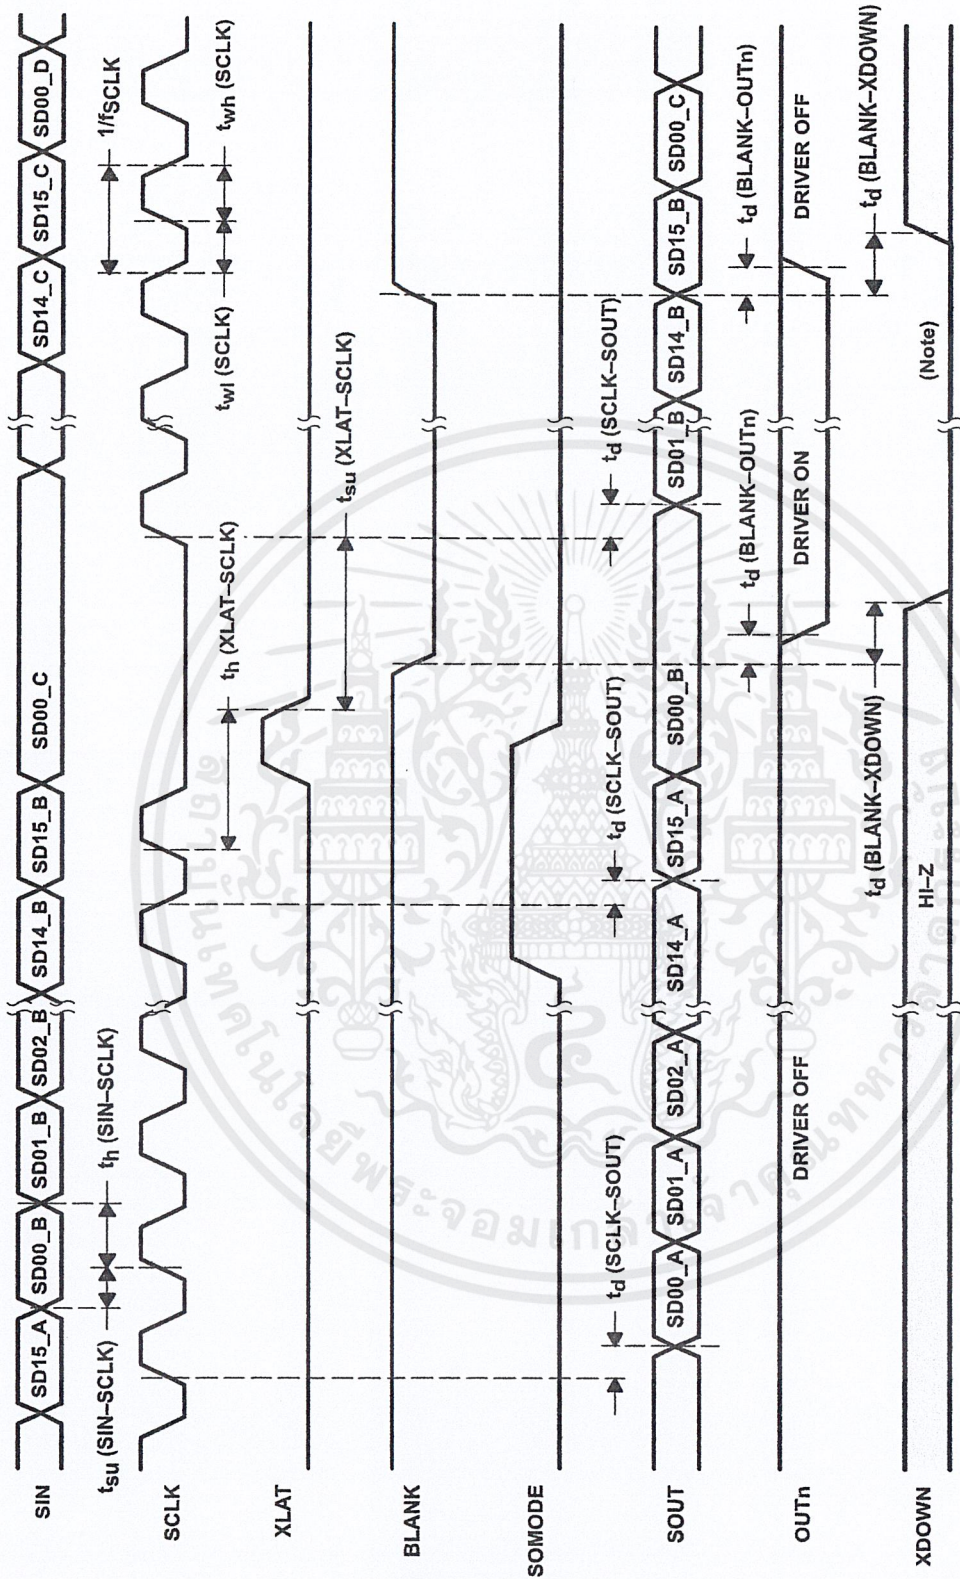 SIN
SD15_A
SD00_B
SD01_B
SD02_B
SD14_B
SD15_B
SD00_C
SD14_C
SD15_C
SD00_D
tsu (SIN–SCLK)
th (SIN–SCLK)
th (XLAT–SCLK)
twl (SCLK)
1/fSCLK
twh (SCLK)
SCLK
XLAT
tsu (XLAT–SCLK)
BLANK
SOMODE
td (SCLK–SOUT)
td (SCLK–SOUT)
td (SCLK–SOUT)
SOUT
SD00_A
SD01_A
SD02_A
SD14_A
SD15_A
SD00_B
SD01_B
SD14_B
SD15_B
SD00_C
td (BLANK–OUTn)
td (BLANK–OUTn)
OUTn
DRIVER OFF
DRIVER ON
DRIVER OFF
td (BLANK–XDOWN)
td (BLANK–XDOWN)
XDOWN
HI–Z
(Note)